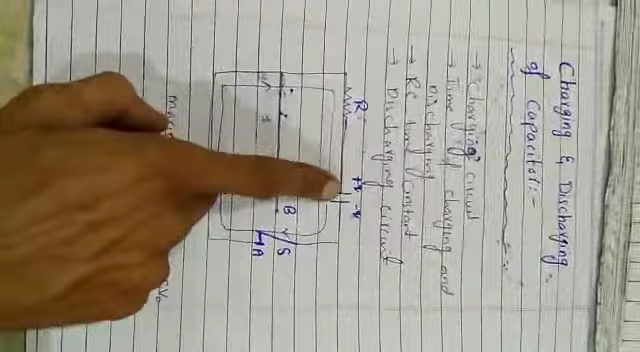 Charging & Discharging
of Capacitor:-
→ Charging circuit
→ Time of charging and
Discharging
→ RC time constant
→ Discharging circuit
R
B
S
A